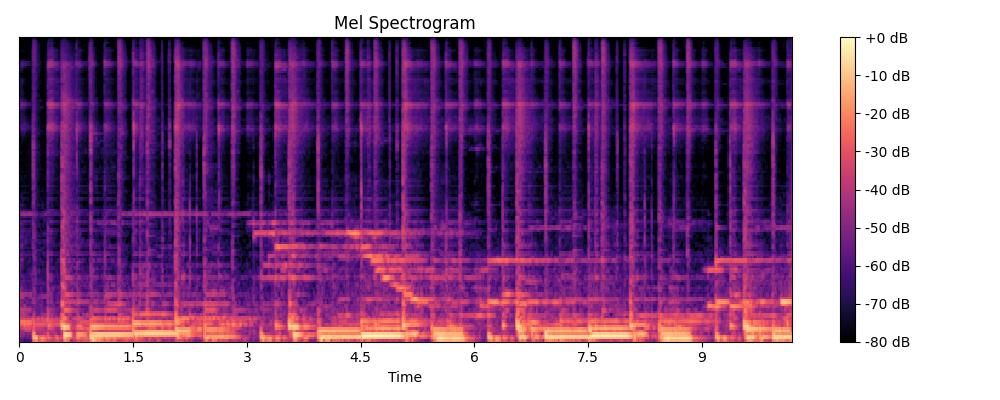 Mel Spectrogram
+0 dB
-10 dB
-20 dB
-30 dB
-40 dB
-50 dB
-60 dB
-70 dB
-80 dB
0 1.5 3 4.5 6 7.5 9
Time